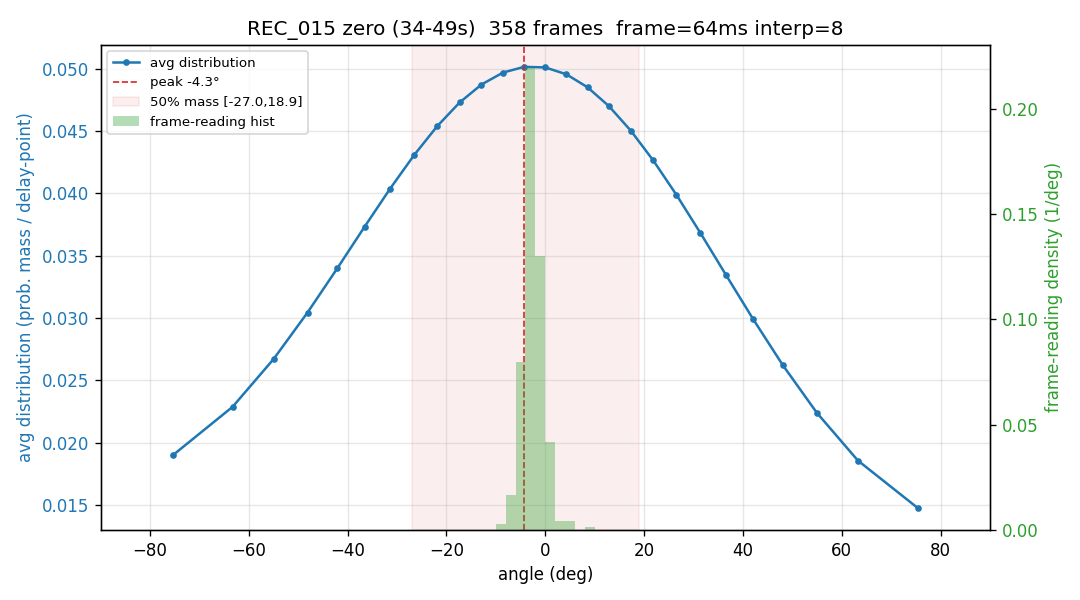 REC_015 zero (34-49s)  358 frames  frame=64ms interp=8
avg distribution
peak -4.3°
50% mass [-27.0,18.9]
frame-reading hist
avg distribution (prob. mass / delay-point)
0.050
0.045
0.040
0.035
0.030
0.025
0.020
0.015
frame-reading density (1/deg)
0.20
0.15
0.10
0.05
0.00
−80 −60 −40 −20 0 20 40 60 80
angle (deg)